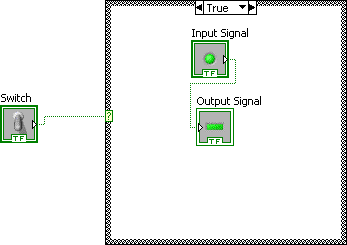 True
Input Signal
TF
Switch
Output Signal
?
TF
TF